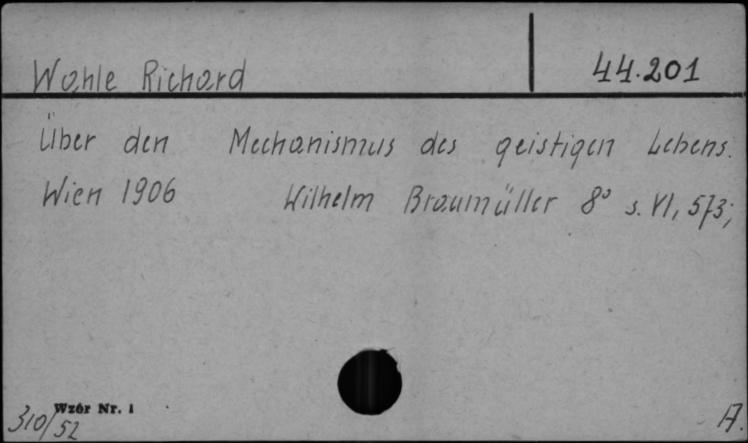 Wahle Richard 44.201
Über den Mechanismus des geistigen Lebens.
Wien 1906 Wilhelm Braumüller 8° s. VI, 573;
Wzór Nr. 1
310/52 A.